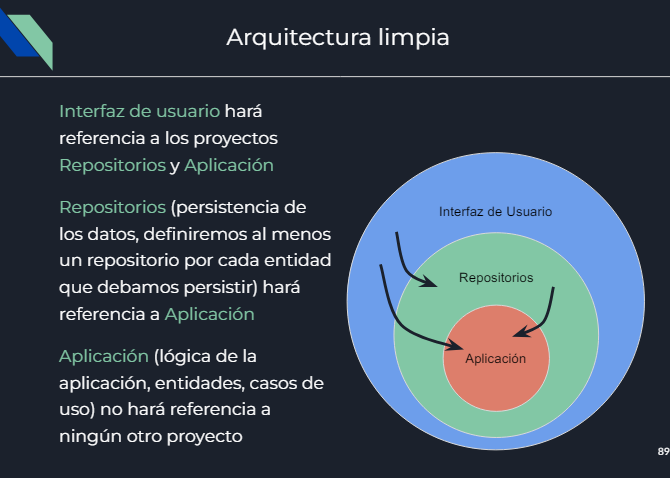 Arquitectura limpia
Interfaz de usuario hará
referencia a los proyectos
Repositorios y Aplicación
Repositorios (persistencia de
los datos, definiremos al menos
un repositorio por cada entidad
que debamos persistir) hará
referencia a Aplicación
Aplicación (lógica de la
aplicación, entidades, casos de
uso) no hará referencia a
ningún otro proyecto
Interfaz de Usuario
Repositorios
Aplicación
89